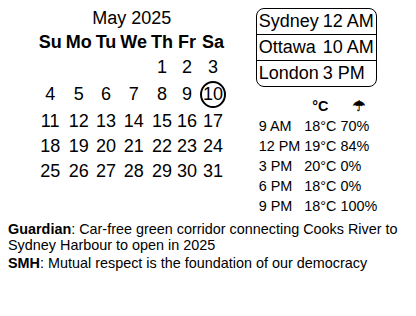 May 2025
Su Mo Tu We Th Fr Sa
1 2 3
4 5 6 7 8 9 10
11 12 13 14 15 16 17
18 19 20 21 22 23 24
25 26 27 28 29 30 31
Sydney 12 AM
Ottawa 10 AM
London 3 PM
°C ☂
9 AM 18°C 70%
12 PM 19°C 84%
3 PM 20°C 0%
6 PM 18°C 0%
9 PM 18°C 100%
Guardian: Car-free green corridor connecting Cooks River to
Sydney Harbour to open in 2025
SMH: Mutual respect is the foundation of our democracy